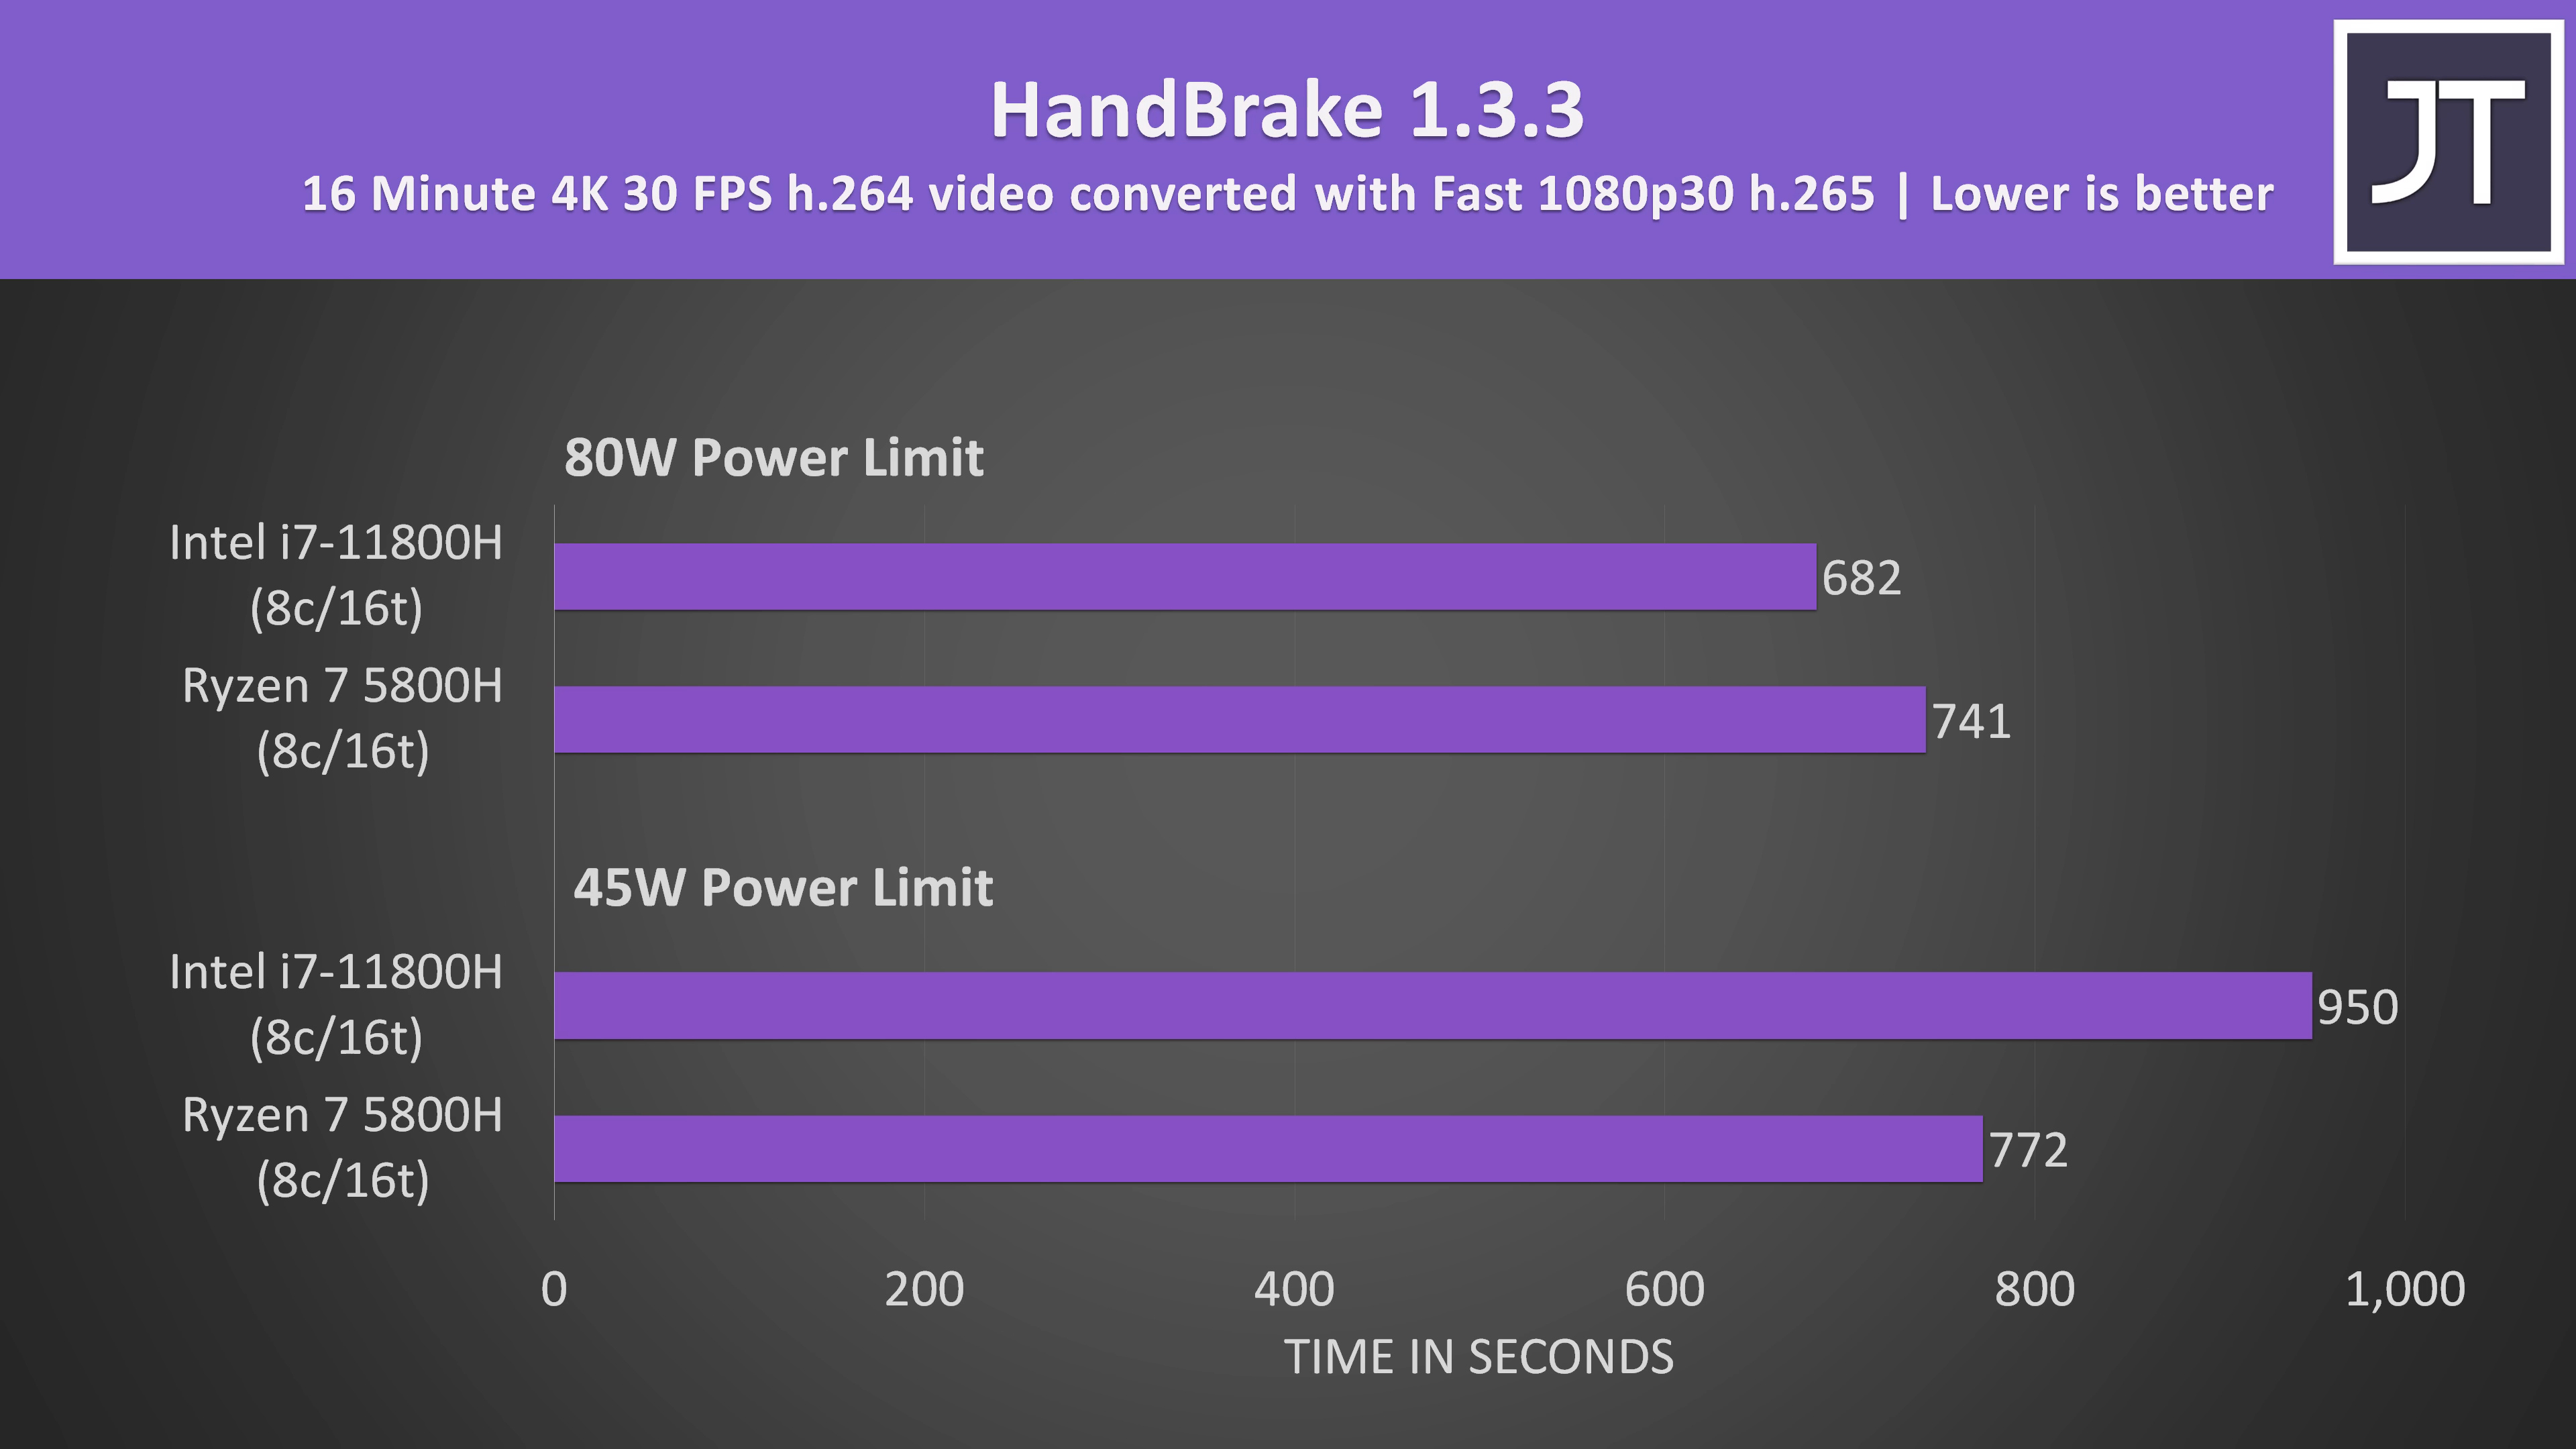 HandBrake 1.3.3
16 Minute 4K 30 FPS h.264 video converted with Fast 1080p30 h.265 | Lower is better
JT
80W Power Limit
Intel i7-11800H
(8c/16t)
682
Ryzen 7 5800H
(8c/16t)
741
45W Power Limit
Intel i7-11800H
(8c/16t)
950
Ryzen 7 5800H
(8c/16t)
772
0 200 400 600 800 1,000
TIME IN SECONDS